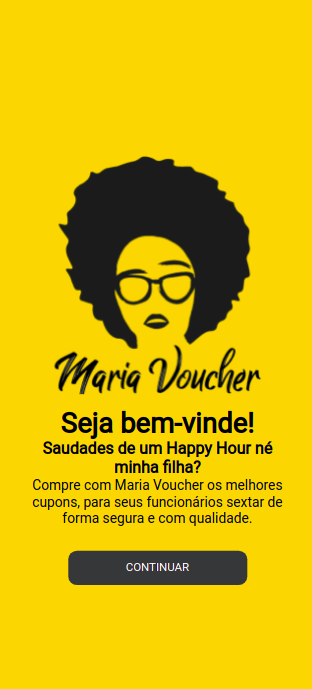 Maria Voucher
Seja bem-vinde!
Saudades de um Happy Hour né
minha filha?
Compre com Maria Voucher os melhores
cupons, para seus funcionários sextar de
forma segura e com qualidade.
CONTINUAR